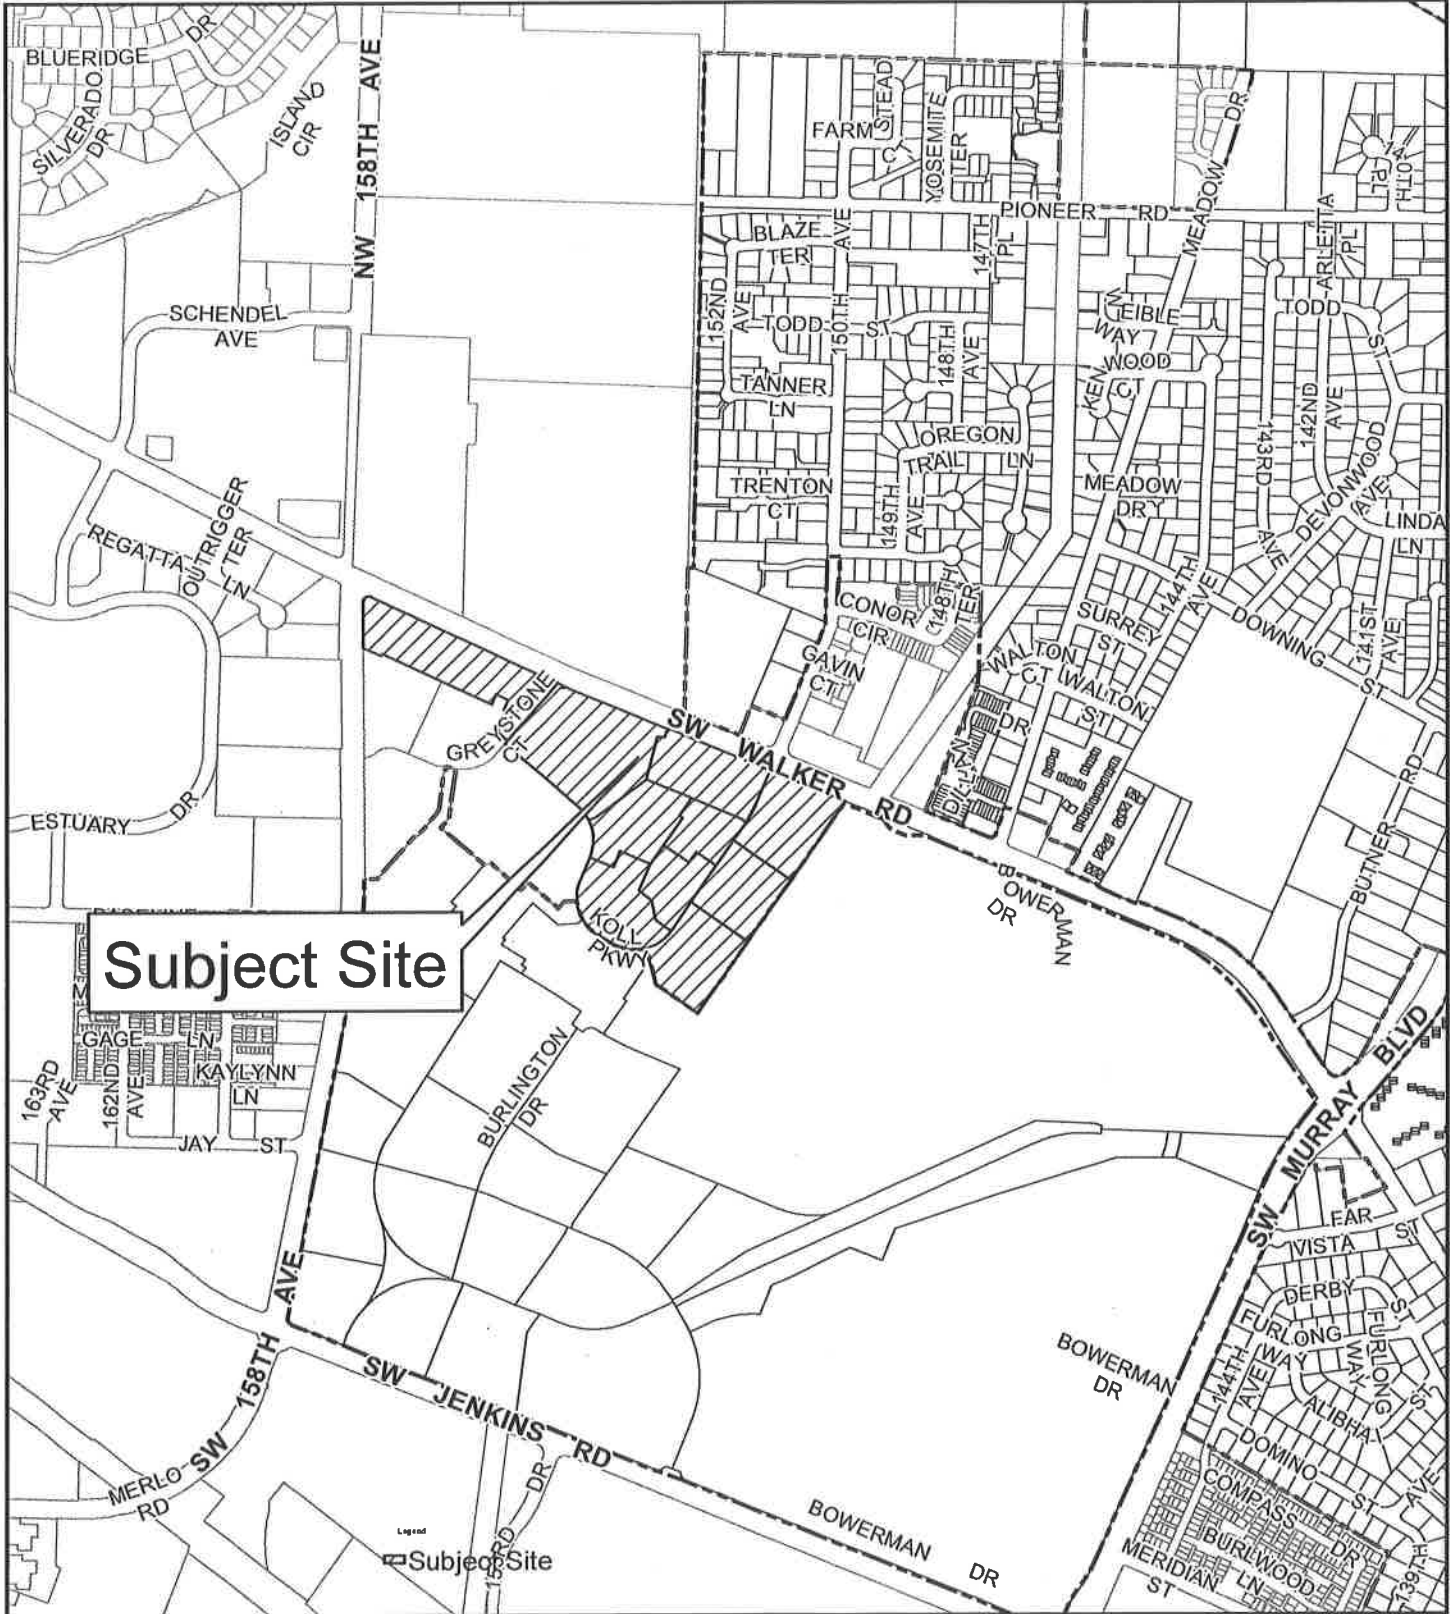 BLUERIDGE DR
SILVERADO DR
ISLAND CIR
NW 158TH AVE
FARMSTEAD
CT
YOSEMITE TER
MEADOW DR
140TH PL
PIONEER RD
BLAZE TER
150TH AVE
147TH PL
ARLETTA PL
SCHENDEL AVE
152ND AVE
TODD ST
148TH AVE
EIBLE
WAY
TODD ST
TANNER LN
KENWOOD CT
142ND AVE
143RD AVE
OREGON TRAIL LN
TRENTON CT
149TH AVE
MEADOW DR
DEVONWOOD AVE
LINDA LN
OUTRIGGER TER
REGATTA LN
CONOR CIR
148TH TER
SURREY ST
144TH AVE
DOWNING ST
141ST AVE
GAVIN CT
WALTON CT
WALTON ST
GREYSTONE CT
SW WALKER RD
DR
ESTUARY DR
BOWERMAN DR
BUTNER RD
KOLL PKWY
Subject Site
GAGE LN
163RD AVE
162ND AVE
KAYLYNN LN
JAY ST
BURLINGTON DR
SW MURRAY BLVD
FAR VISTA ST
DERBY ST
FURLONG WAY
FURLONG WAY
144TH AVE
ALIBHAI ST
SW 158TH AVE
SW JENKINS RD
BOWERMAN DR
MERLO RD
DR
DOMINO ST
AVE
COMPASS DR
BURLWOOD LN
MERIDIAN ST
139TH
BOWERMAN DR
Legend
Subject Site